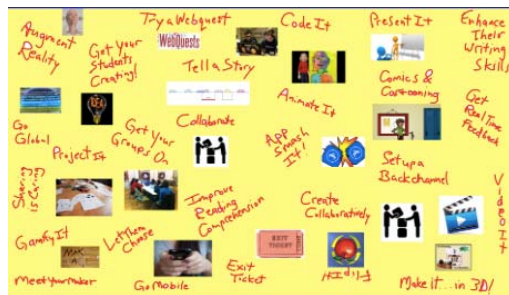 Augment
Reality
Get Your
Students
Creating!
Try a Webquest
WebQuests
Code It
Present It
Enhance
Their
Writing
Skills
Tell a Story
Animate It
Comics &
Cartooning
Get
Real Time
Feedback
Go
Global
Get Your
Groups On
Collaborate
App
Smash
It!
Project It
Set up a
Backchannel
Sharing
Is Caring
Improve
Reading
Comprehension
Create
Collaboratively
Video It
Gamify It
Let Them
Choose
EXIT
TICKET
Flip It
Meet your maker
Go Mobile
Exit
Ticket
Make it... in 3D!